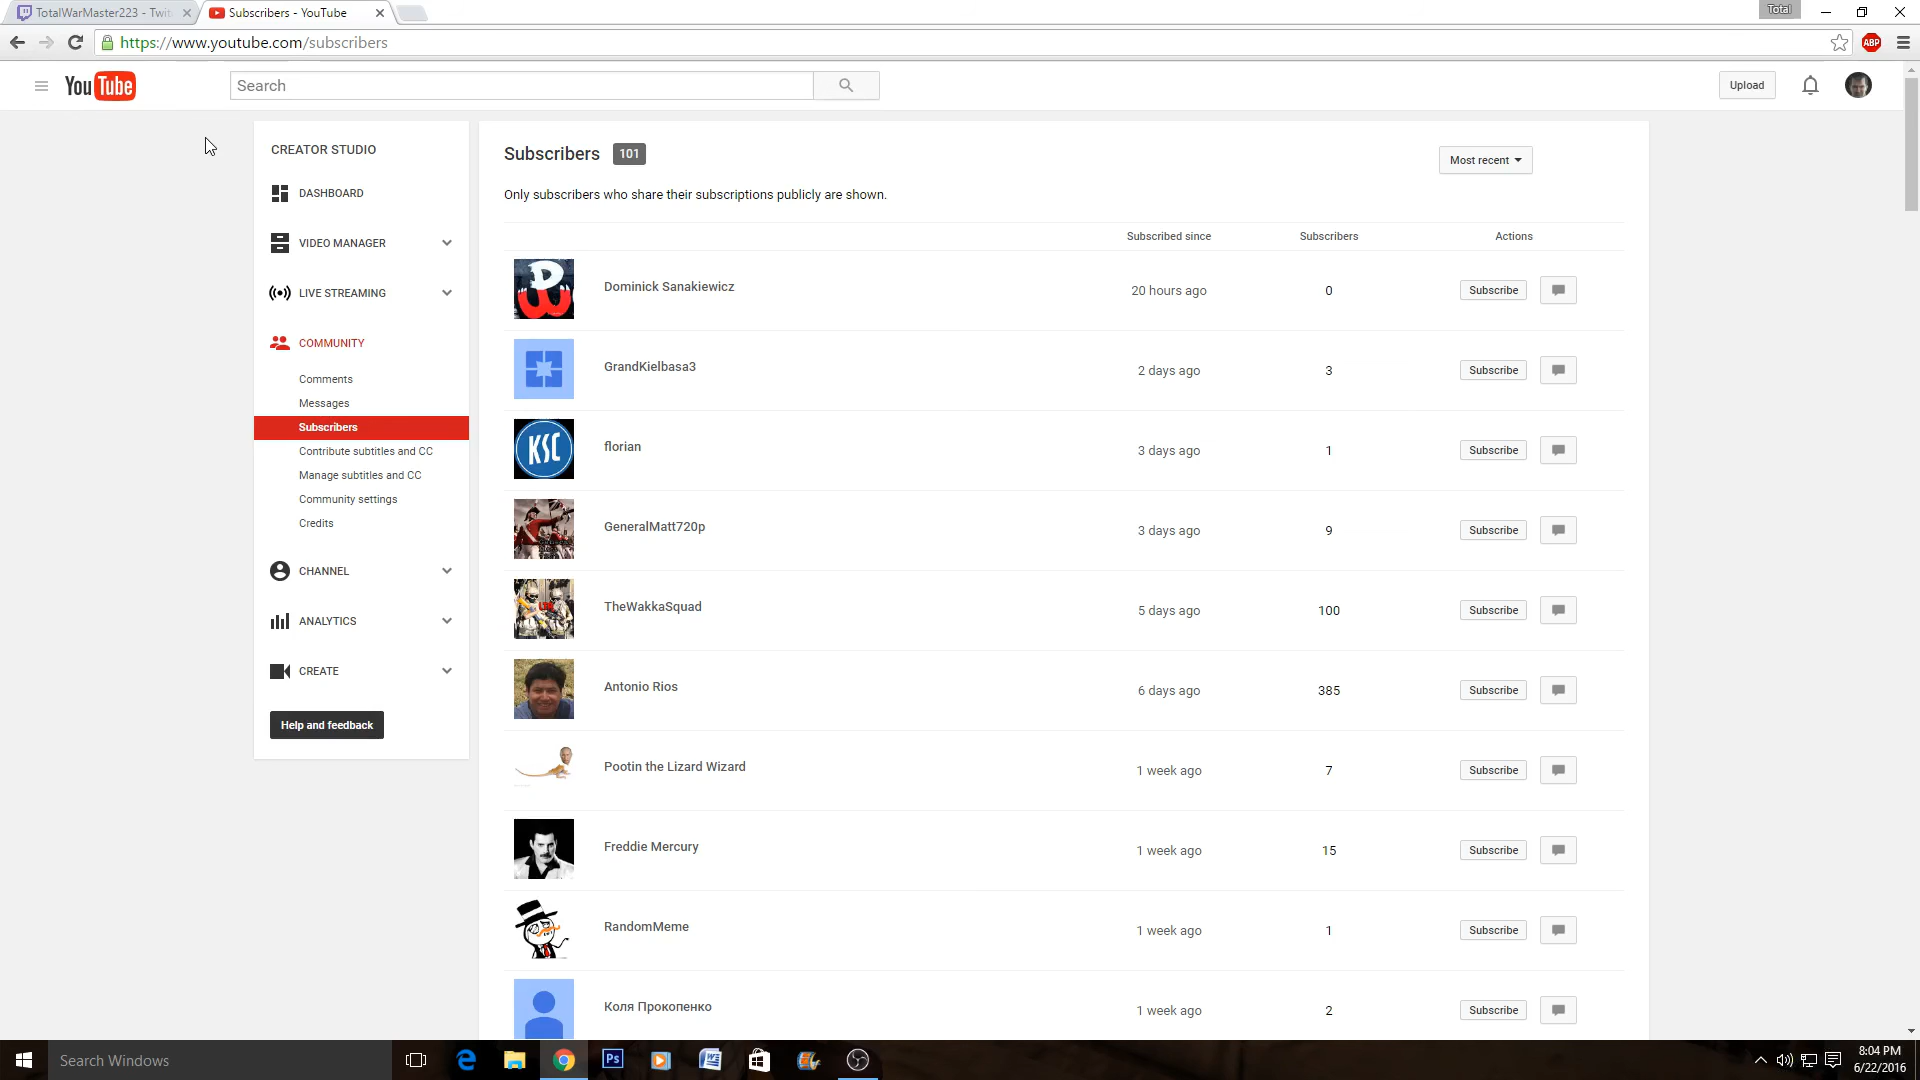 TotalWarMaster223 - Twit
Subscribers - YouTube
Total
https://www.youtube.com/subscribers
ABP
YouTube
Search
Upload
CREATOR STUDIO
DASHBOARD
VIDEO MANAGER
LIVE STREAMING
COMMUNITY
Comments
Messages
Subscribers
Contribute subtitles and CC
Manage subtitles and CC
Community settings
Credits
CHANNEL
ANALYTICS
CREATE
Help and feedback
Subscribers 101
Most recent
Only subscribers who share their subscriptions publicly are shown.
Subscribed since Subscribers Actions
Dominick Sanakiewicz 20 hours ago 0 Subscribe
GrandKielbasa3 2 days ago 3 Subscribe
KSC florian 3 days ago 1 Subscribe
GeneralMatt720p 3 days ago 9 Subscribe
TheWakkaSquad 5 days ago 100 Subscribe
Antonio Rios 6 days ago 385 Subscribe
Pootin the Lizard Wizard 1 week ago 7 Subscribe
Freddie Mercury 1 week ago 15 Subscribe
RandomMeme 1 week ago 1 Subscribe
Коля Прокопенко 1 week ago 2 Subscribe
Search Windows
Ps
8:04 PM
6/22/2016